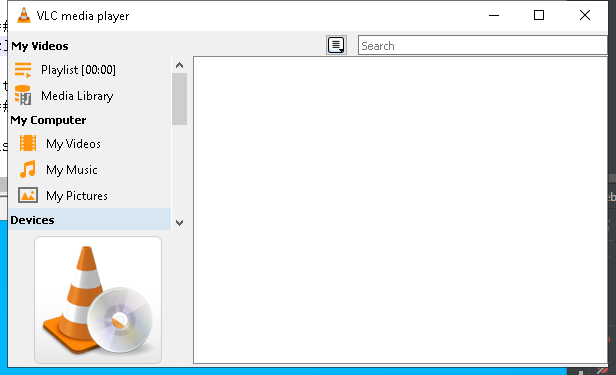 VLC media player
My Videos
Search
Playlist [00:00]
Media Library
My Computer
My Videos
My Music
My Pictures
Devices